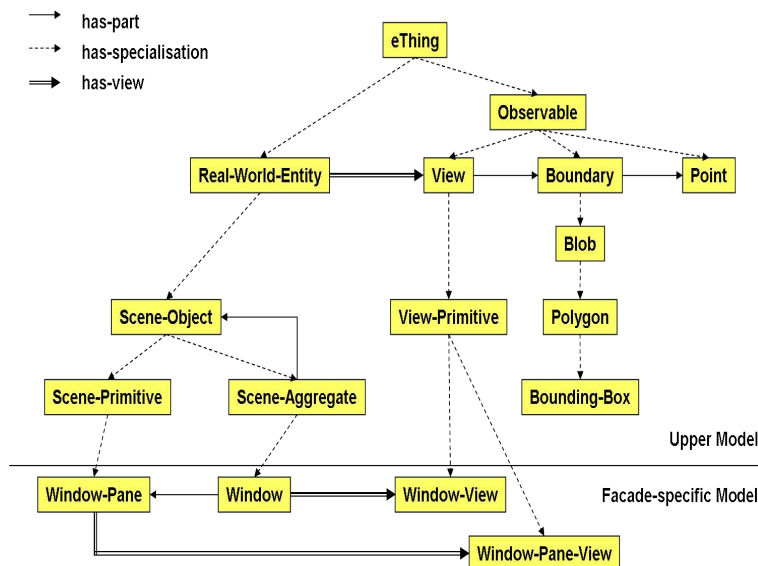 has-part
has-specialisation
has-view
eThing
Observable
Real-World-Entity
View
Boundary
Point
Blob
Scene-Object
View-Primitive
Polygon
Scene-Primitive
Scene-Aggregate
Bounding-Box
Upper Model
Window-Pane
Window
Window-View
Facade-specific Model
Window-Pane-View